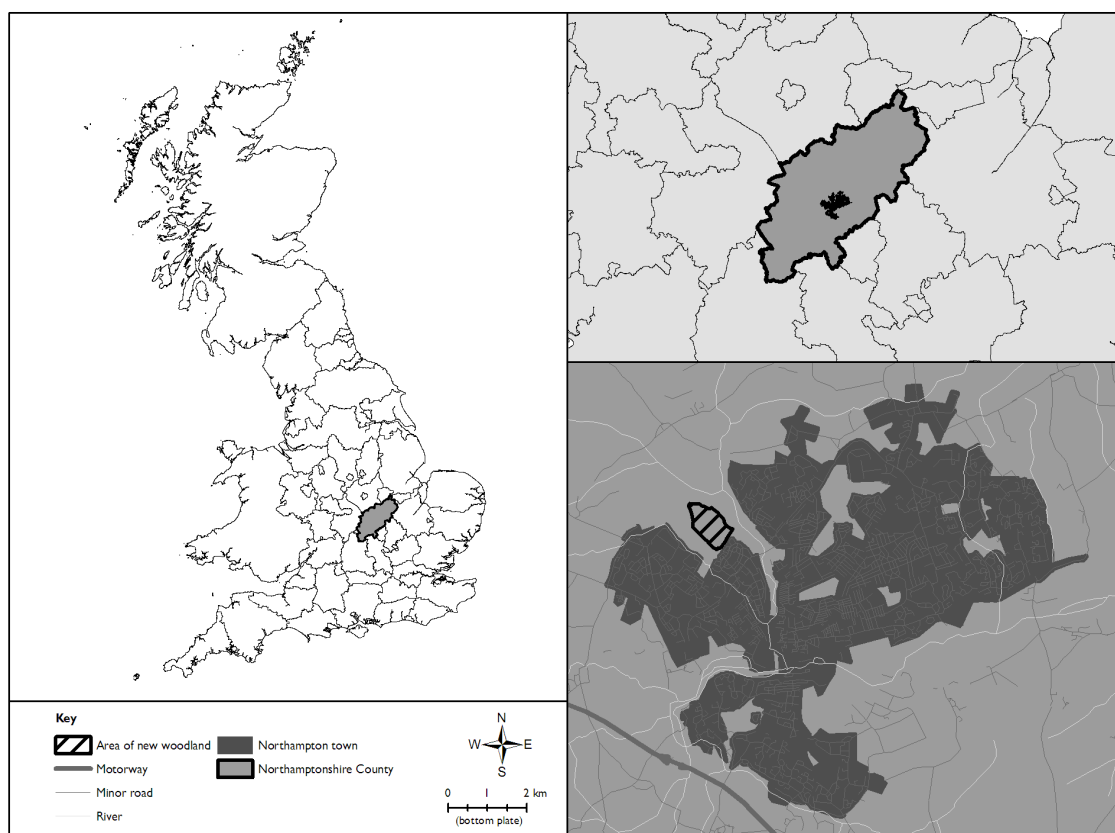 Key
Area of new woodland
Northampton town
Motorway
Northamptonshire County
Minor road
River
N
W E
S
0 1 2 km
(bottom plate)